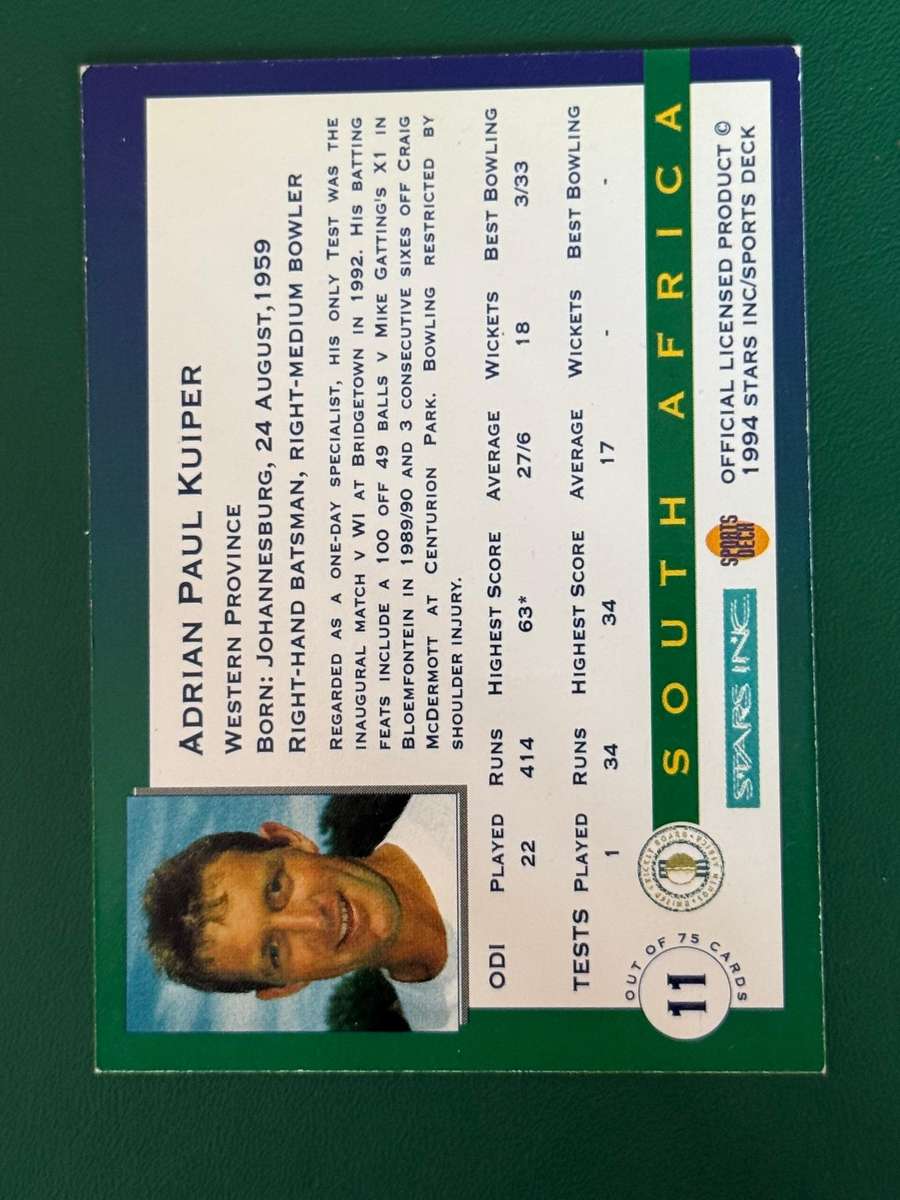 ADRIAN PAUL KUIPER
WESTERN PROVINCE
BORN: JOHANNESBURG, 24 AUGUST,1959
RIGHT-HAND BATSMAN, RIGHT-MEDIUM BOWLER
REGARDED AS A ONE-DAY SPECIALIST, HIS ONLY TEST WAS THE
INAUGURAL MATCH V WI AT BRIDGETOWN IN 1992. HIS BATTING
FEATS INCLUDE A 100 OFF 49 BALLS V MIKE GATTING'S X1 IN
BLOEMFONTEIN IN 1989/90 AND 3 CONSECUTIVE SIXES OFF CRAIG
MCDERMOTT AT CENTURION PARK. BOWLING RESTRICTED BY
SHOULDER INJURY.
ODI PLAYED RUNS HIGHEST SCORE AVERAGE WICKETS BEST BOWLING
22 414 63* 27/6 18 3/33
TESTS PLAYED RUNS HIGHEST SCORE AVERAGE WICKETS BEST BOWLING
1 34 34 17 - -
SOUTH AFRICA
OUT OF 75 CARDS
11
STARS INC.
SPORTS
DECK
OFFICIAL LICENSED PRODUCT ©
1994 STARS INC/SPORTS DECK